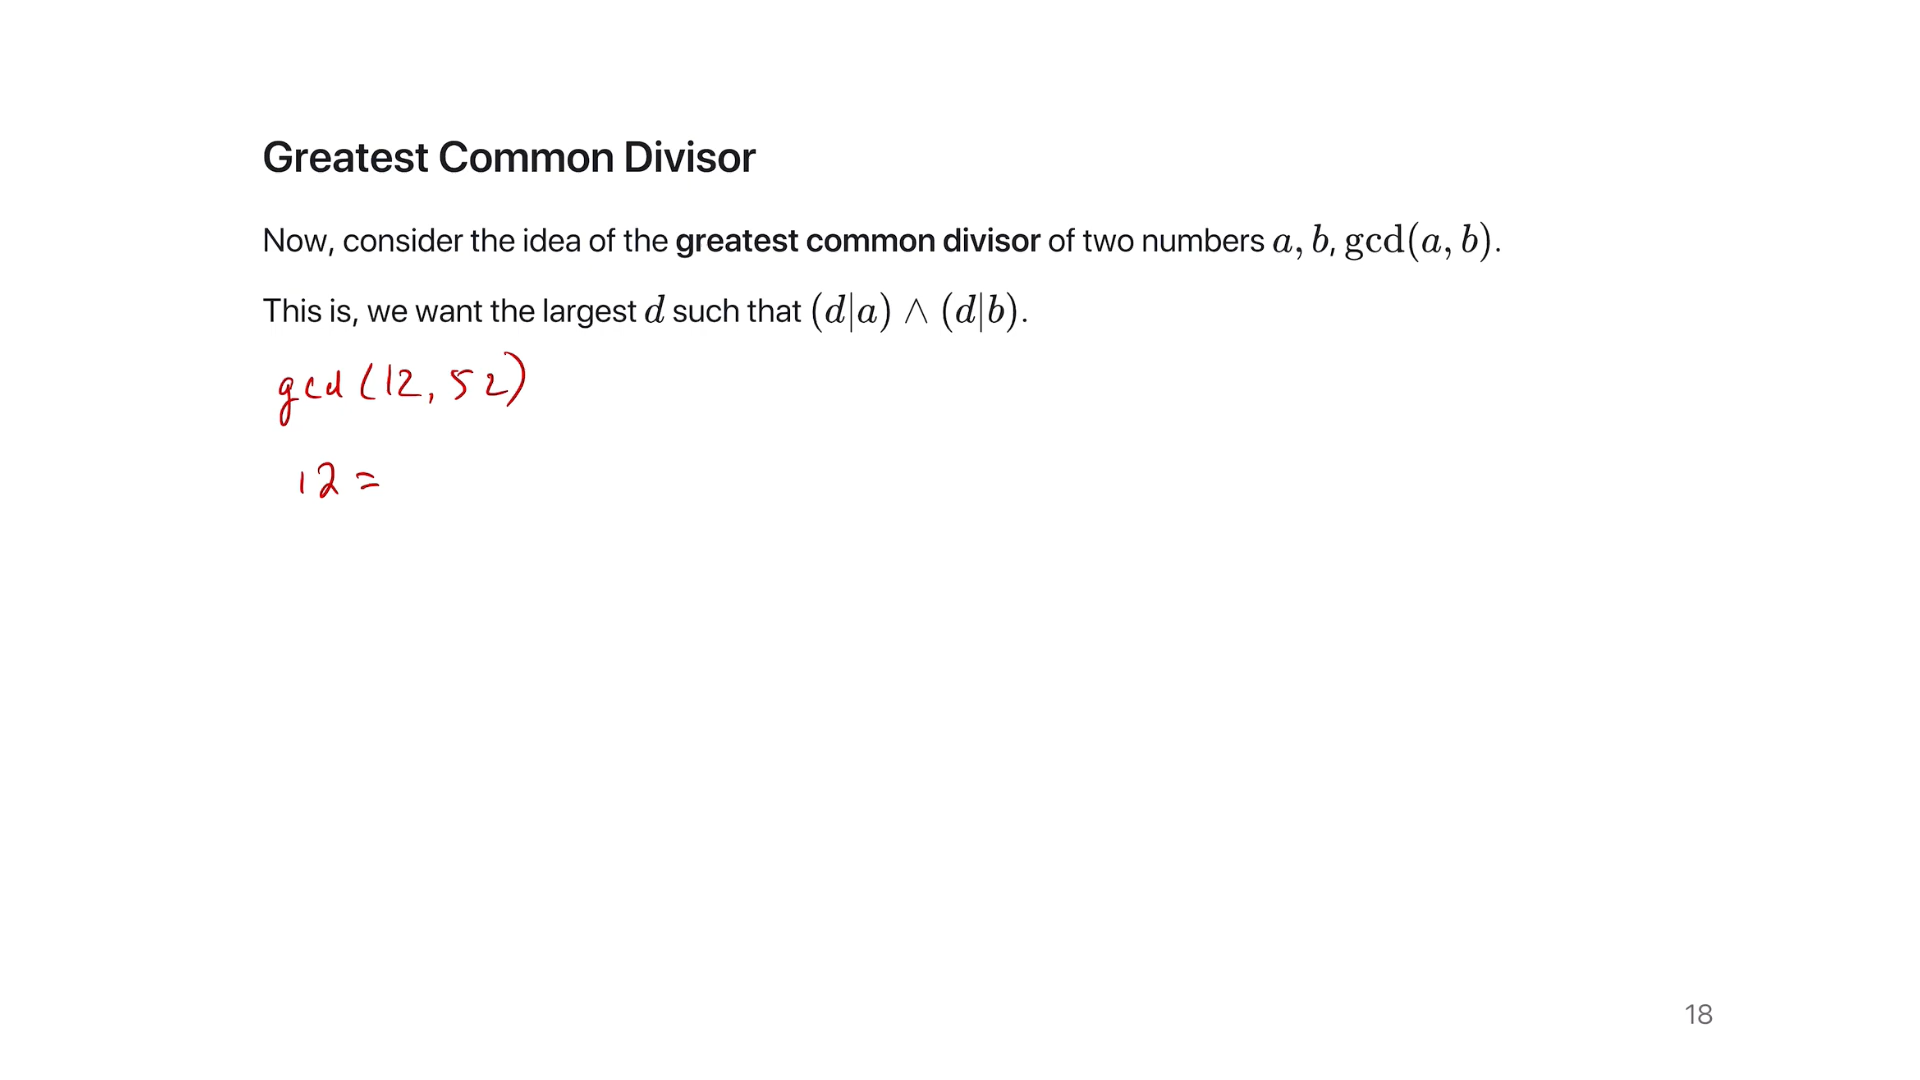 Greatest Common Divisor
Now, consider the idea of the greatest common divisor of two numbers a, b, gcd(a, b).
This is, we want the largest d such that (d|a) ∧ (d|b).
gcd (12, 52)
12 =
18